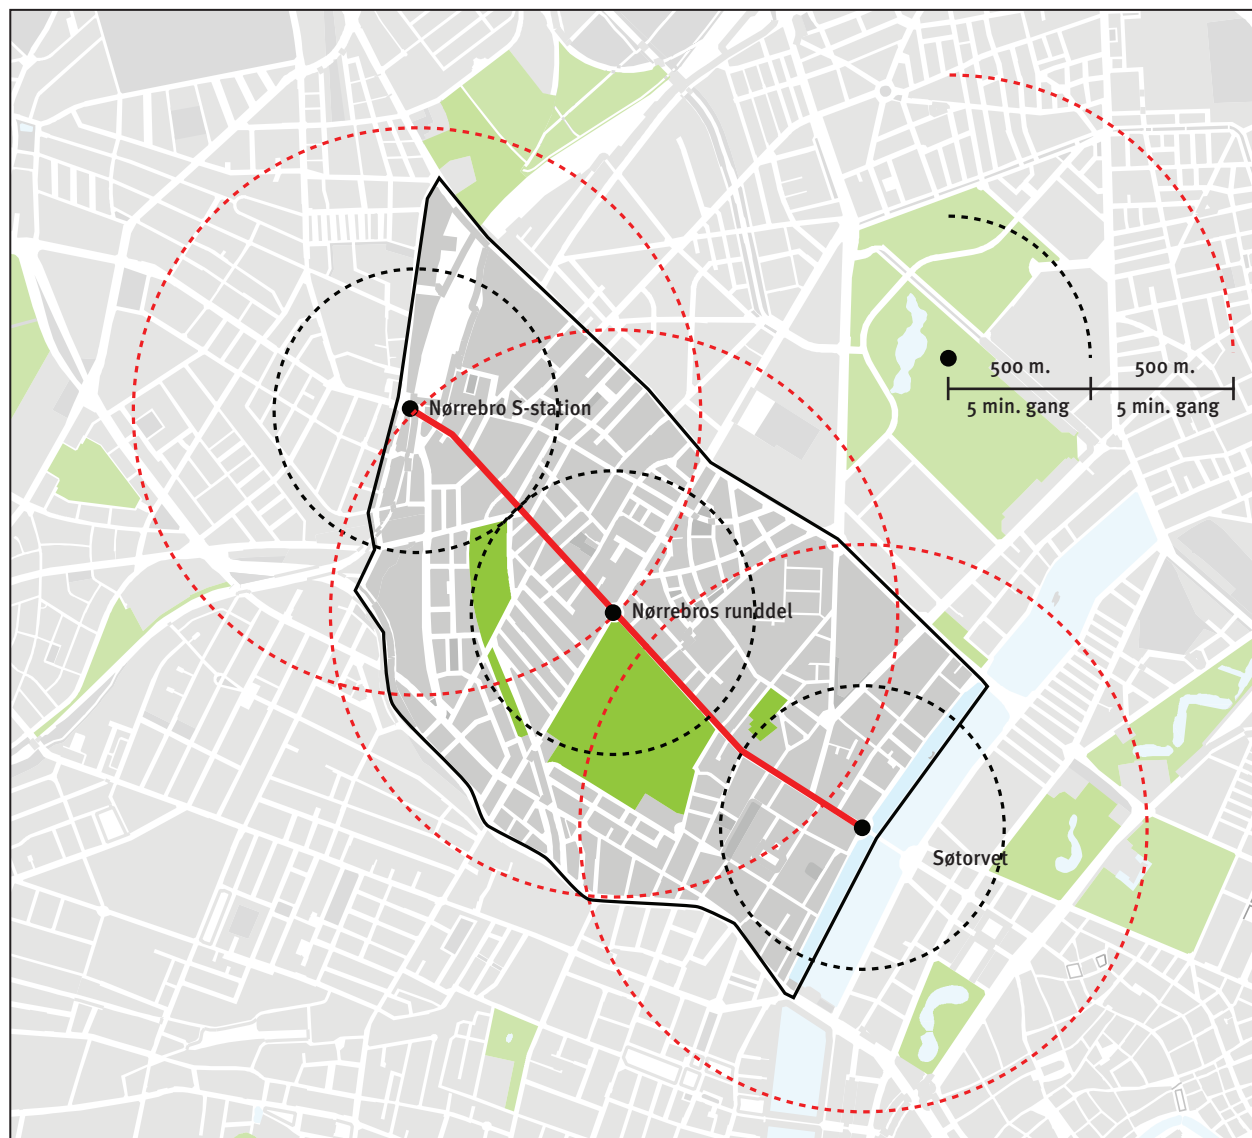 500 m.
500 m.
5 min. gang
5 min. gang
Nørrebro S-station
Nørrebros runddel
Søtorvet